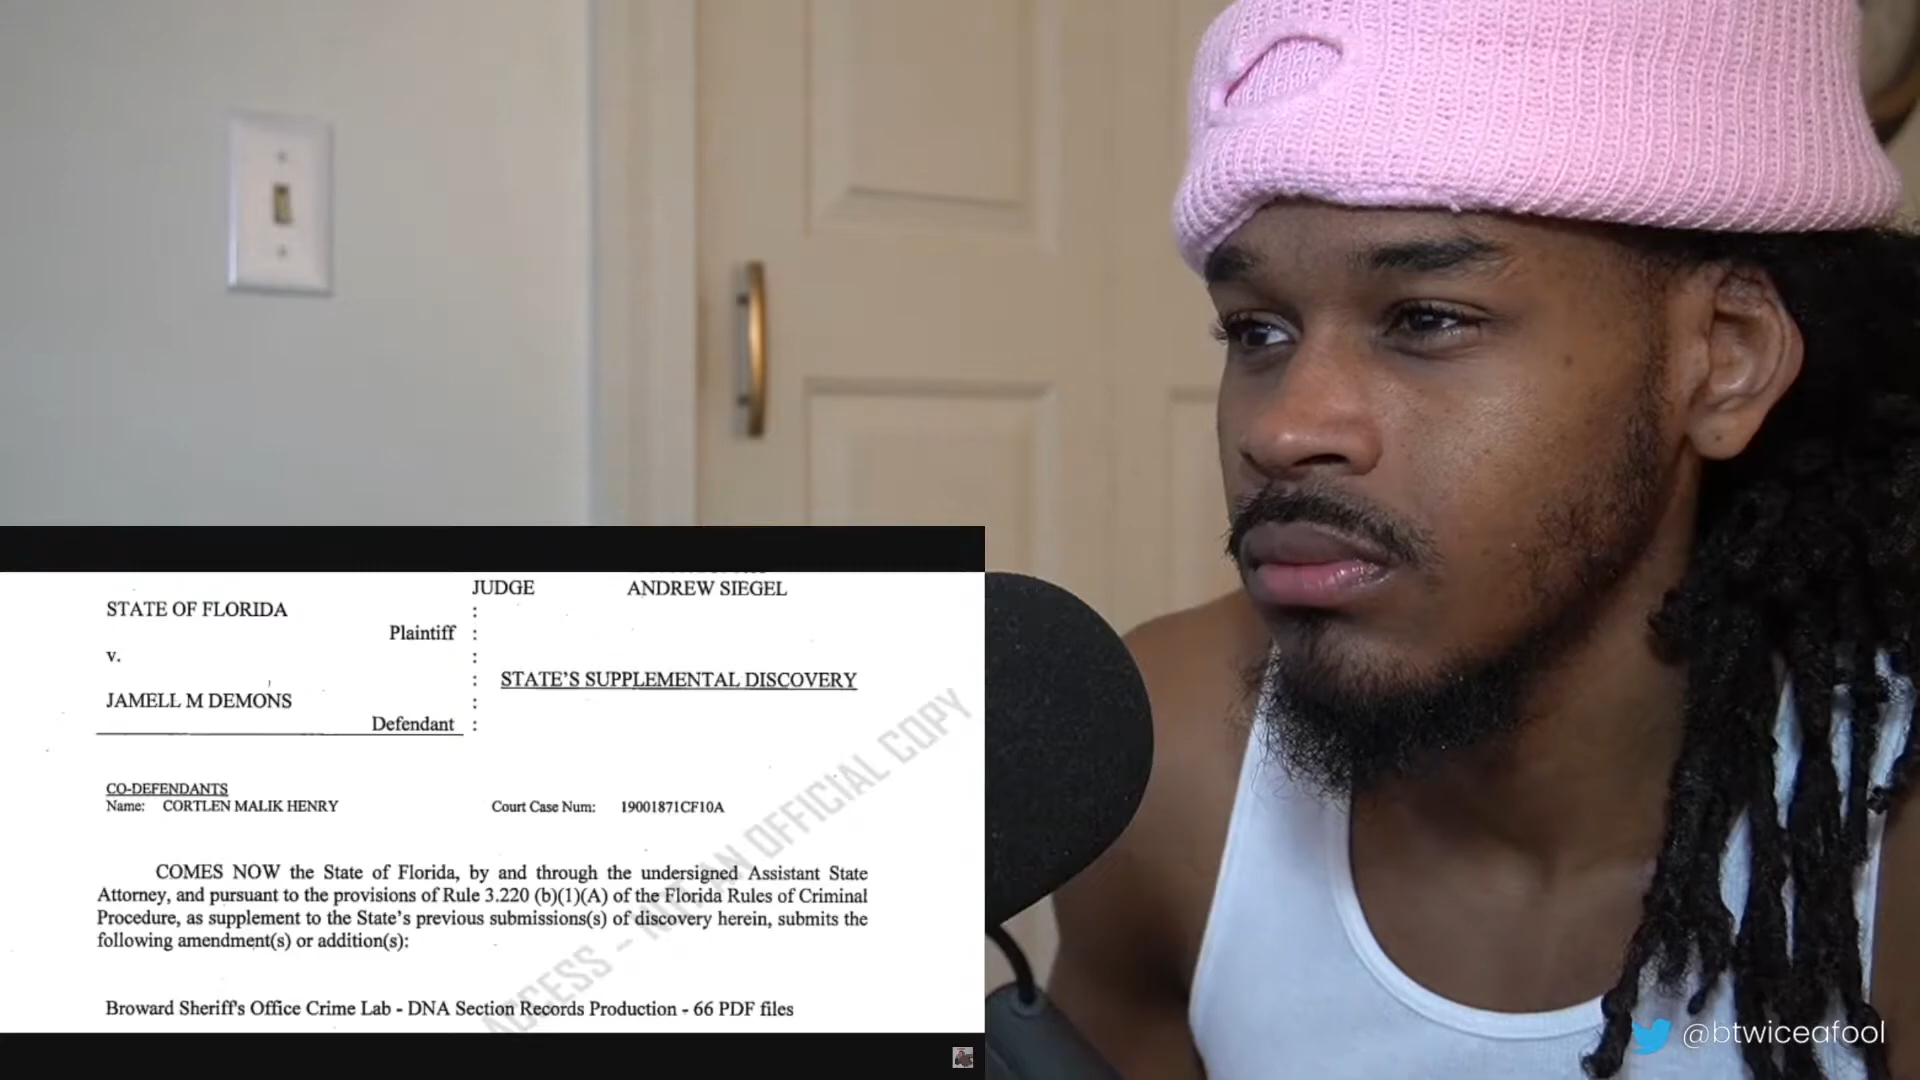 JUDGE ANDREW SIEGEL
STATE OF FLORIDA :
Plaintiff :
v. :
: STATE'S SUPPLEMENTAL DISCOVERY
JAMELL M DEMONS :
Defendant :
CO-DEFENDANTS
Name: CORTLEN MALIK HENRY Court Case Num: 19001871CF10A
COMES NOW the State of Florida, by and through the undersigned Assistant State
Attorney, and pursuant to the provisions of Rule 3.220 (b)(1)(A) of the Florida Rules of Criminal
Procedure, as supplement to the State's previous submissions(s) of discovery herein, submits the
following amendment(s) or addition(s):
Broward Sheriff's Office Crime Lab - DNA Section Records Production - 66 PDF files
ACCESS -- NOT AN OFFICIAL COPY
@btwiceafool